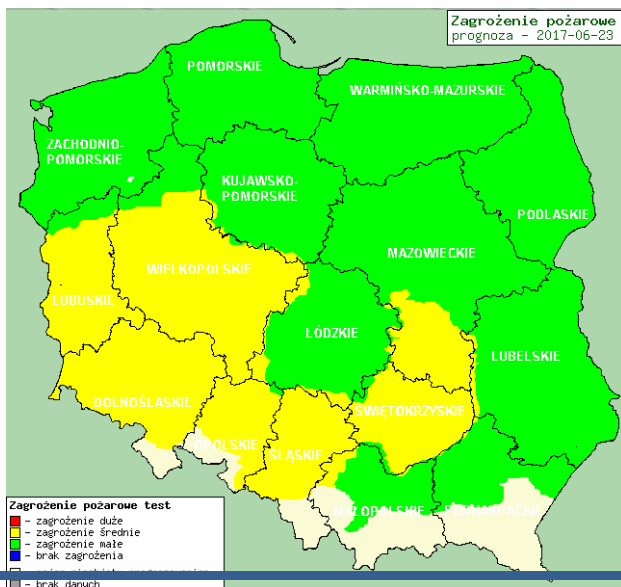 Zagrożenie pożarowe
prognoza - 2017-06-23
POMORSKIE
WARMIŃSKO-MAZURSKIE
ZACHODNIO-
POMORSKIE
KUJAWSKO-
POMORSKIE
PODLASKIE
MAZOWIECKIE
WIELKOPOLSKIE
LUBUSKIE
ŁÓDZKIE
LUBELSKIE
DOLNOŚLĄSKIE
ŚWIĘTOKRZYSKIE
OPOLSKIE
ŚLĄSKIE
MAŁOPOLSKIE
PODKARPACKIE
Zagrożenie pożarowe test
- zagrożenie duże
- zagrożenie średnie
- zagrożenie małe
- brak zagrożenia
- brak danych